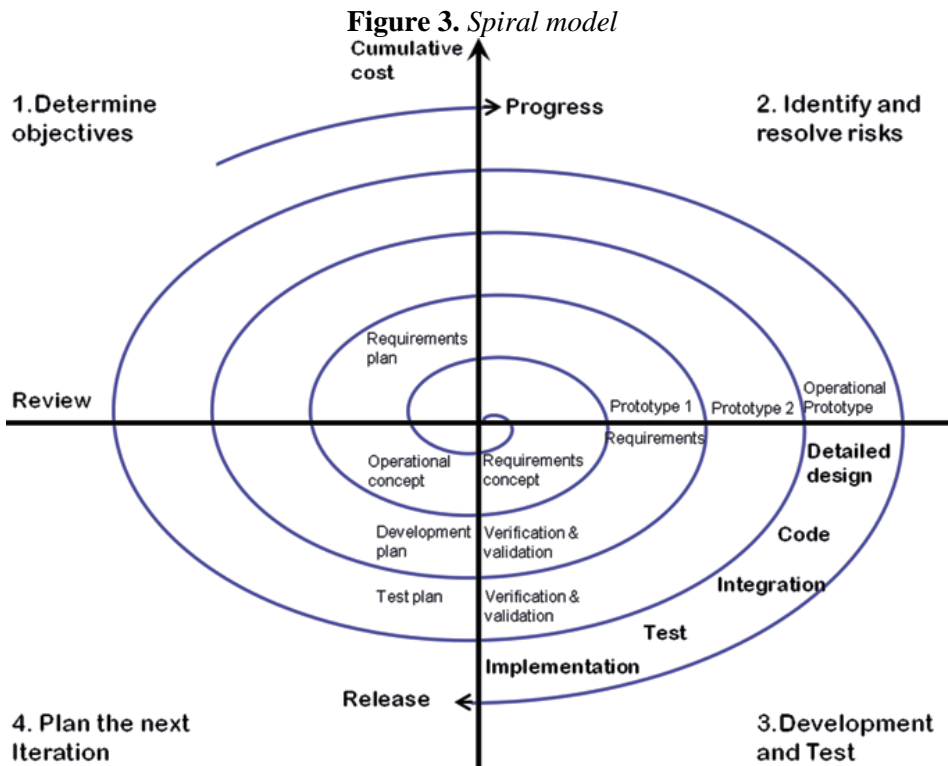 Figure 3. Spiral model
Cumulative
cost
1.Determine
objectives
Progress
2. Identify and
resolve risks
Requirements
plan
Review
Prototype 1
Prototype 2
Operational
Prototype
Requirements
Operational
concept
Requirements
concept
Detailed
design
Development
plan
Verification &
validation
Code
Integration
Test plan
Verification &
validation
Test
Implementation
Release
4. Plan the next
Iteration
3.Development
and Test